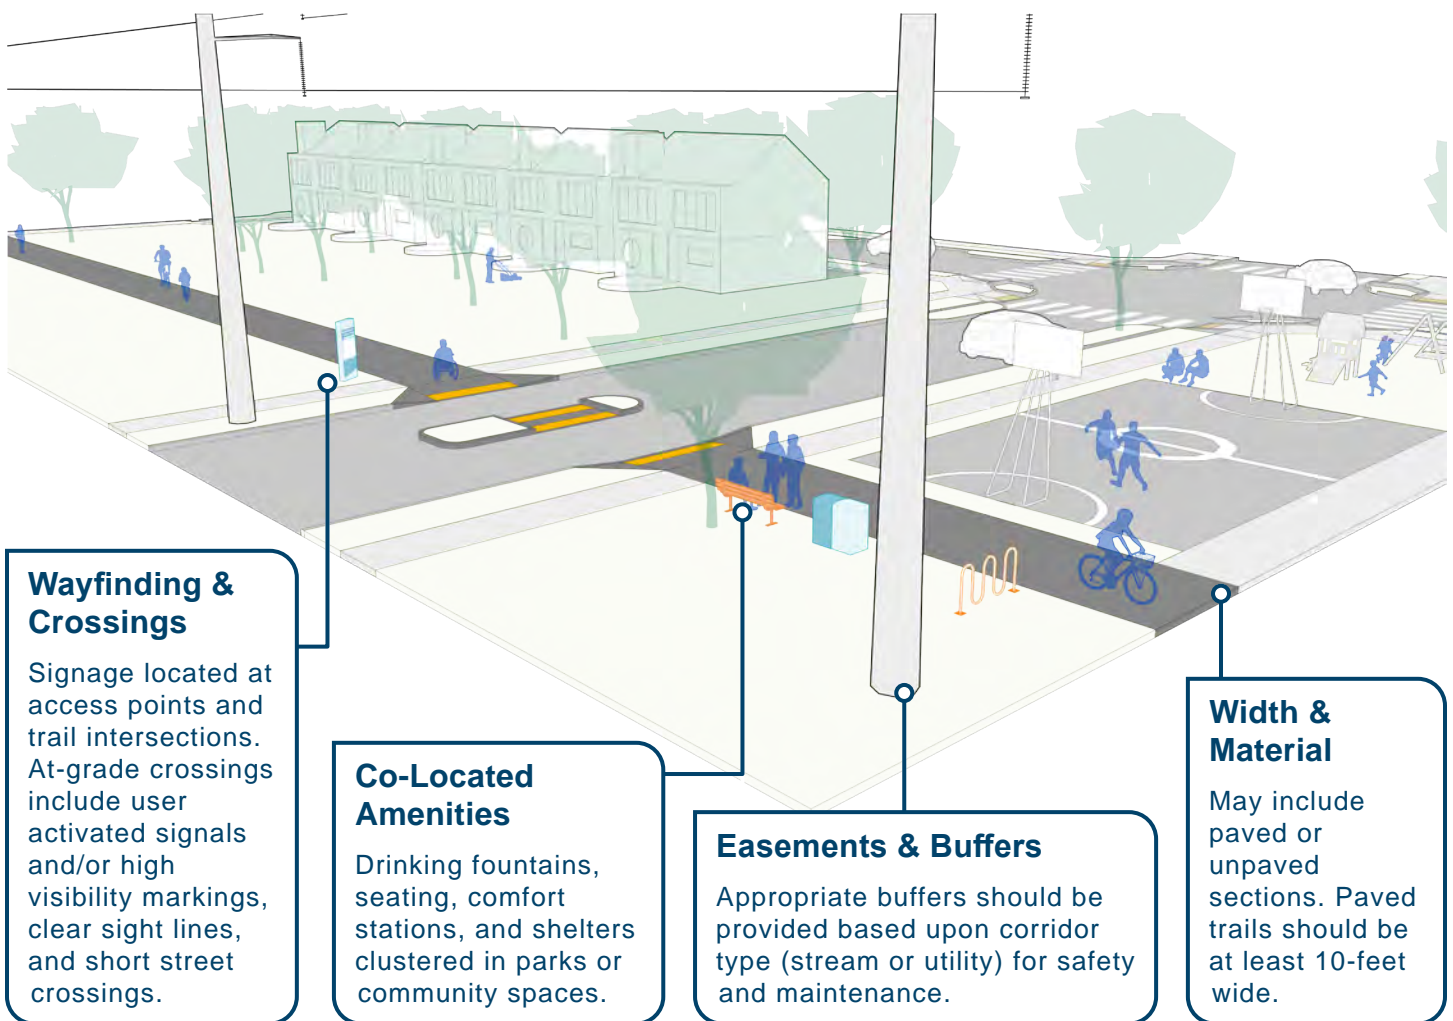 Wayfinding &
Crossings
Signage located at
access points and
trail intersections.
At-grade crossings
include user
activated signals
and/or high
visibility markings,
clear sight lines,
and short street
crossings.
Co-Located
Amenities
Drinking fountains,
seating, comfort
stations, and shelters
clustered in parks or
community spaces.
Easements & Buffers
Appropriate buffers should be
provided based upon corridor
type (stream or utility) for safety
and maintenance.
Width &
Material
May include
paved or
unpaved
sections. Paved
trails should be
at least 10-feet
wide.